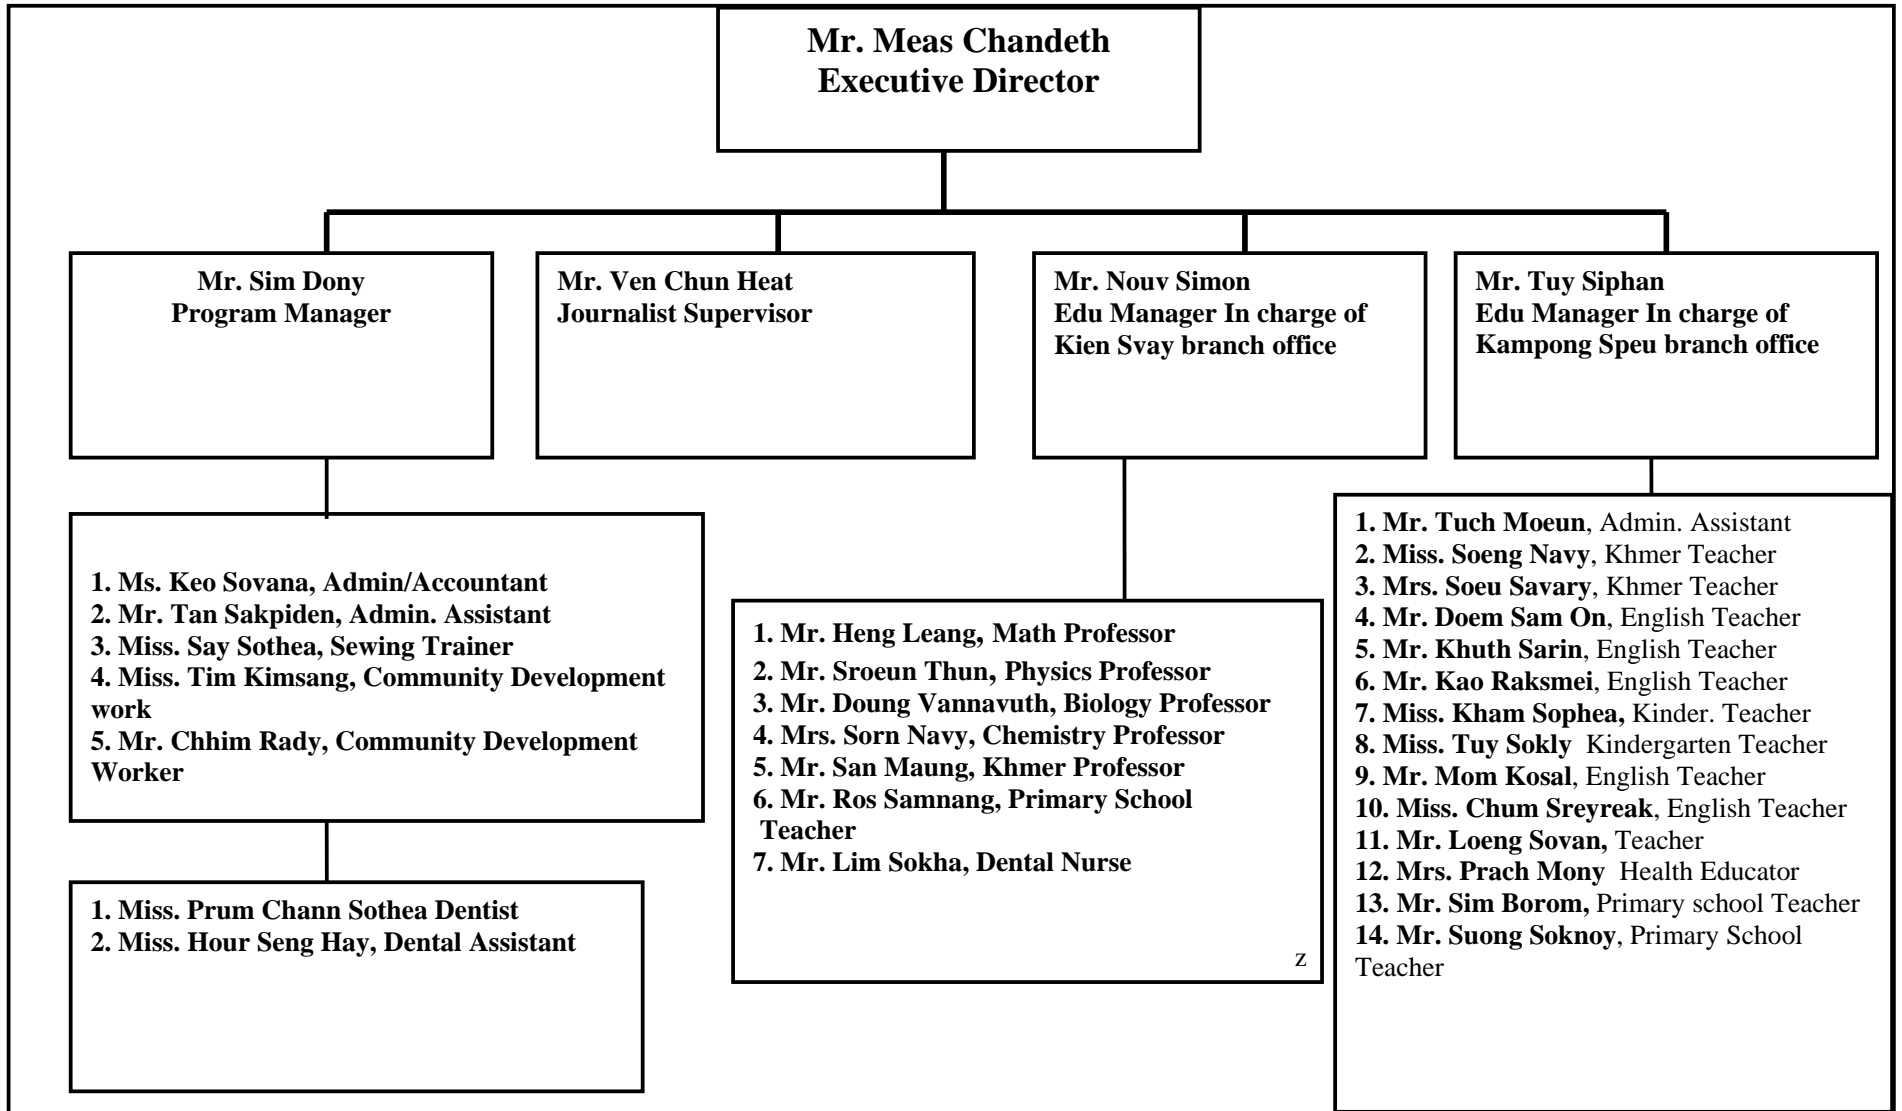 Mr. Meas Chandeth
Executive Director
Mr. Sim Dony
Program Manager
Mr. Ven Chun Heat
Journalist Supervisor
Mr. Nouv Simon
Edu Manager In charge of
Kien Svay branch office
Mr. Tuy Siphan
Edu Manager In charge of
Kampong Speu branch office
1. Ms. Keo Sovana, Admin/Accountant
2. Mr. Tan Sakpiden, Admin. Assistant
3. Miss. Say Sothea, Sewing Trainer
4. Miss. Tim Kimsang, Community Development
work
5. Mr. Chhim Rady, Community Development
Worker
1. Miss. Prum Chann Sothea Dentist
2. Miss. Hour Seng Hay, Dental Assistant
1. Mr. Heng Leang, Math Professor
2. Mr. Sroeun Thun, Physics Professor
3. Mr. Doung Vannavuth, Biology Professor
4. Mrs. Sorn Navy, Chemistry Professor
5. Mr. San Maung, Khmer Professor
6. Mr. Ros Samnang, Primary School
Teacher
7. Mr. Lim Sokha, Dental Nurse
z
1. Mr. Tuch Moeun, Admin. Assistant
2. Miss. Soeng Navy, Khmer Teacher
3. Mrs. Soeu Savary, Khmer Teacher
4. Mr. Doem Sam On, English Teacher
5. Mr. Khuth Sarin, English Teacher
6. Mr. Kao Raksmei, English Teacher
7. Miss. Kham Sophea, Kinder. Teacher
8. Miss. Tuy Sokly  Kindergarten Teacher
9. Mr. Mom Kosal, English Teacher
10. Miss. Chum Sreyreak, English Teacher
11. Mr. Loeng Sovan, Teacher
12. Mrs. Prach Mony  Health Educator
13. Mr. Sim Borom, Primary school Teacher
14. Mr. Suong Soknoy, Primary School
Teacher